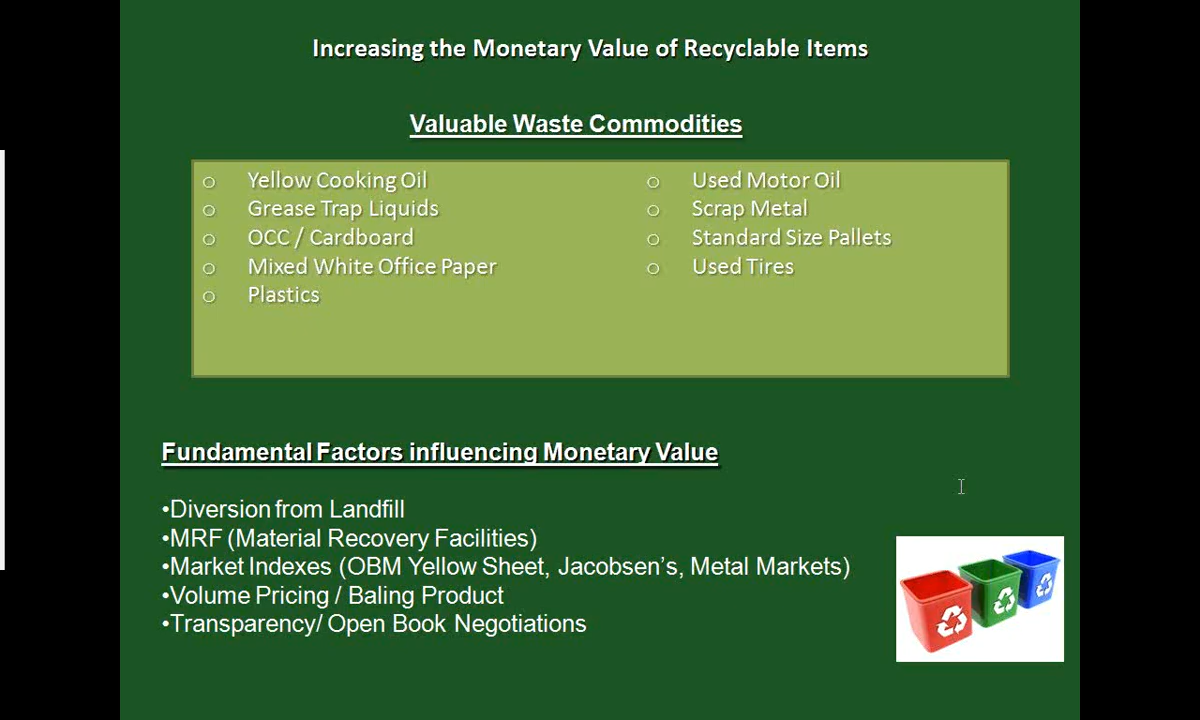 Increasing the Monetary Value of Recyclable Items
Valuable Waste Commodities
o Yellow Cooking Oil
o Grease Trap Liquids
o OCC / Cardboard
o Mixed White Office Paper
o Plastics
o Used Motor Oil
o Scrap Metal
o Standard Size Pallets
o Used Tires
Fundamental Factors influencing Monetary Value
•Diversion from Landfill
•MRF (Material Recovery Facilities)
•Market Indexes (OBM Yellow Sheet, Jacobsen’s, Metal Markets)
•Volume Pricing / Baling Product
•Transparency/ Open Book Negotiations